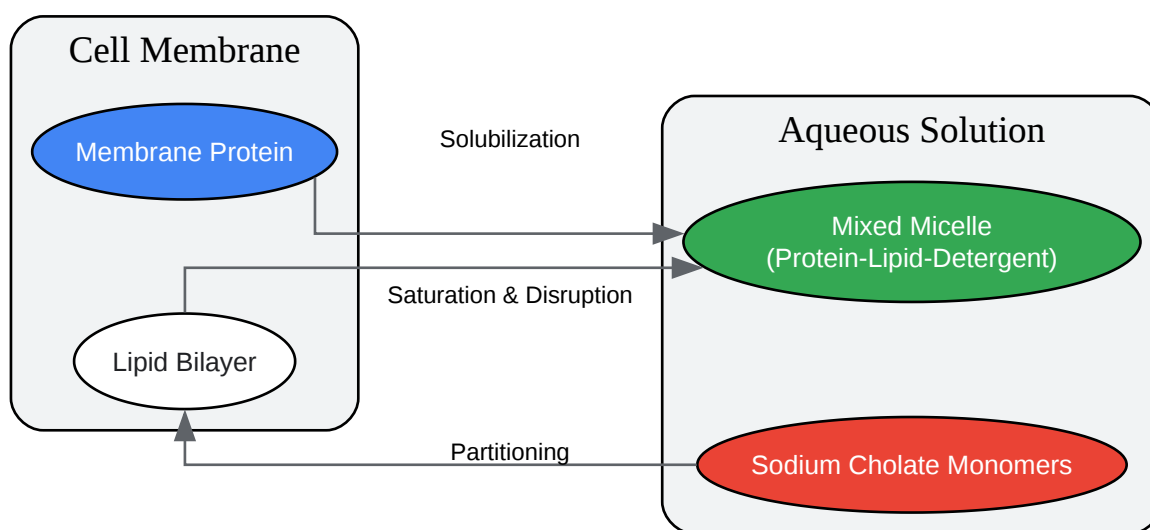 Cell Membrane
Membrane Protein
Solubilization
Aqueous Solution
Mixed Micelle
(Protein-Lipid-Detergent)
Saturation & Disruption
Lipid Bilayer
Partitioning
Sodium Cholate Monomers